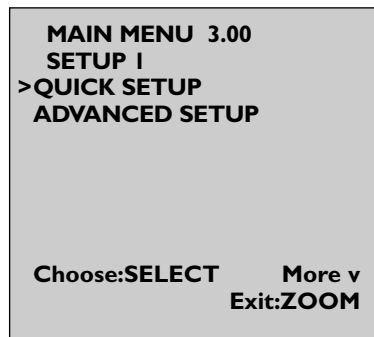 MAIN MENU 3.00
SETUP 1
>QUICK SETUP
ADVANCED SETUP
Choose:SELECT More v
Exit:ZOOM